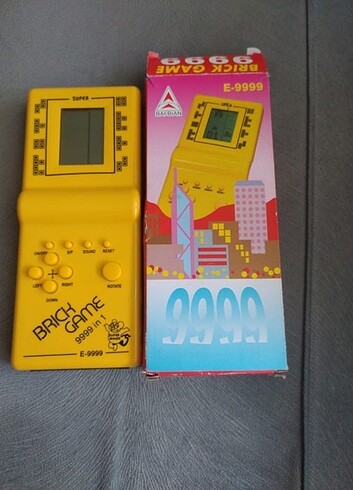 SUPER
ON/OFF S/P SOUND RESET
LEFT RIGHT ROTATE
DOWN
BRICK
GAME
9999 in 1
E-9999
BRICK GAME
9999
E-9999
BAODIAN
9999